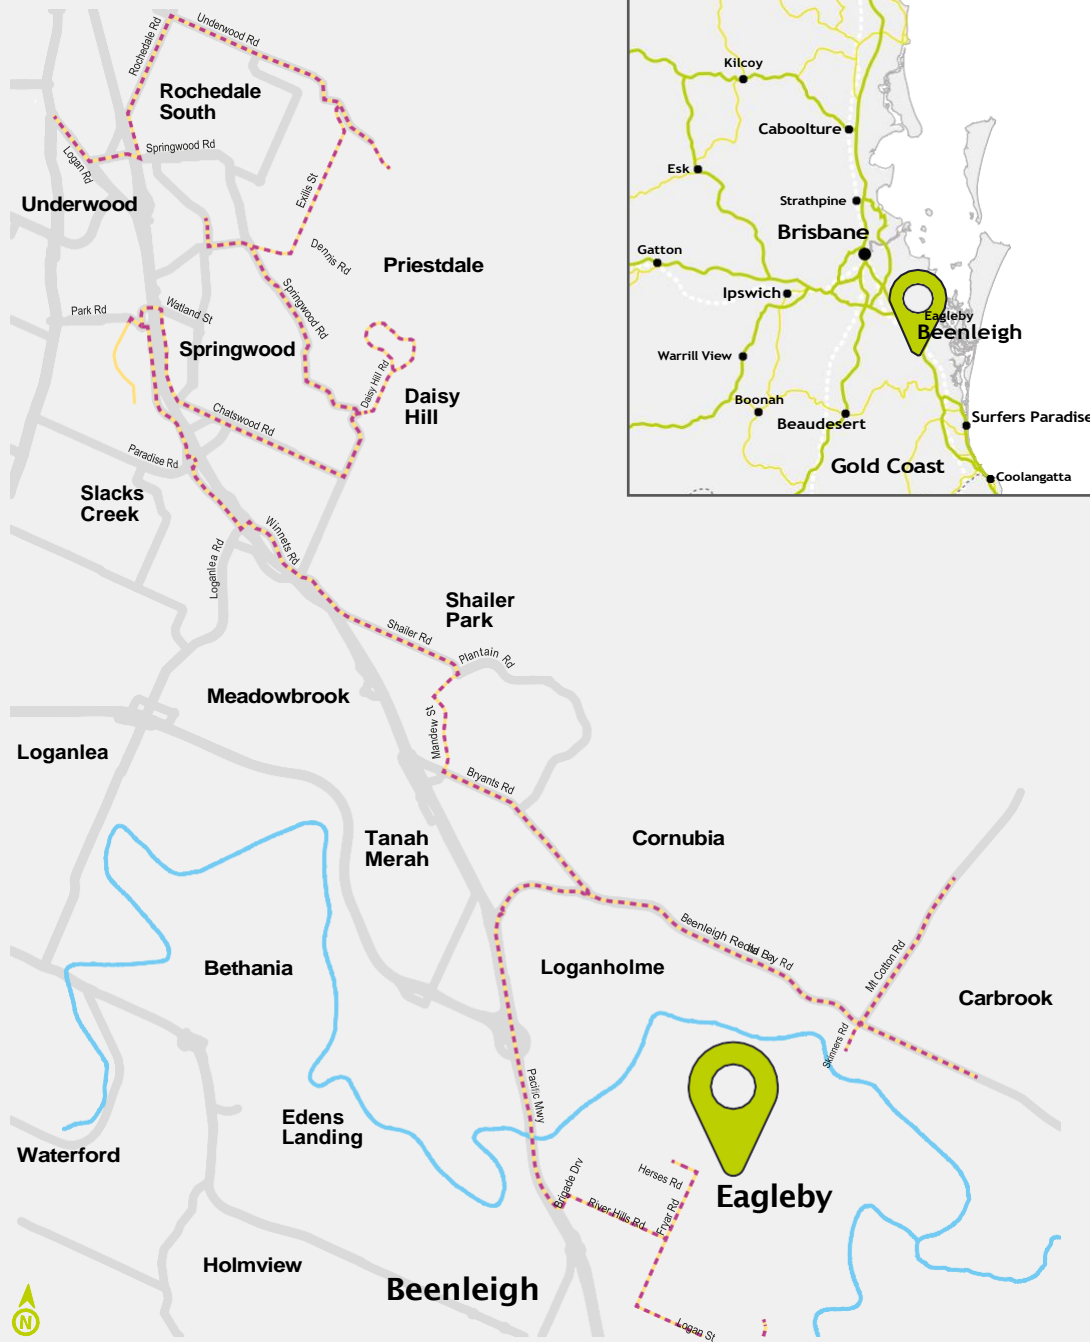 Underwood Rd
Rochedale Rd
Rochedale
South
Springwood Rd
Logan Rd
Underwood
Exilis St
Dennis Rd
Priestdale
Springwood Rd
Park Rd
Watland St
Springwood
Daisy Hill Rd
Daisy
Hill
Chatswood Rd
Paradise Rd
Slacks
Creek
Winnets Rd
Loganlea Rd
Shailer
Park
Shailer Rd
Plantain Rd
Meadowbrook
Mandew St
Loganlea
Bryants Rd
Tanah
Merah
Cornubia
Beenleigh Redland Bay Rd
Mt Cotton Rd
Bethania
Loganholme
Carbrook
Skinners Rd
Pacific Mwy
Edens
Landing
Waterford
Herses Rd
Brigade Drv
River Hills Rd
Fryar Rd
Eagleby
Holmview
Beenleigh
Logan St
N
Kilcoy
Caboolture
Esk
Strathpine
Brisbane
Gatton
Ipswich
Eagleby
Beenleigh
Warrill View
Boonah
Beaudesert
Surfers Paradise
Gold Coast
Coolangatta